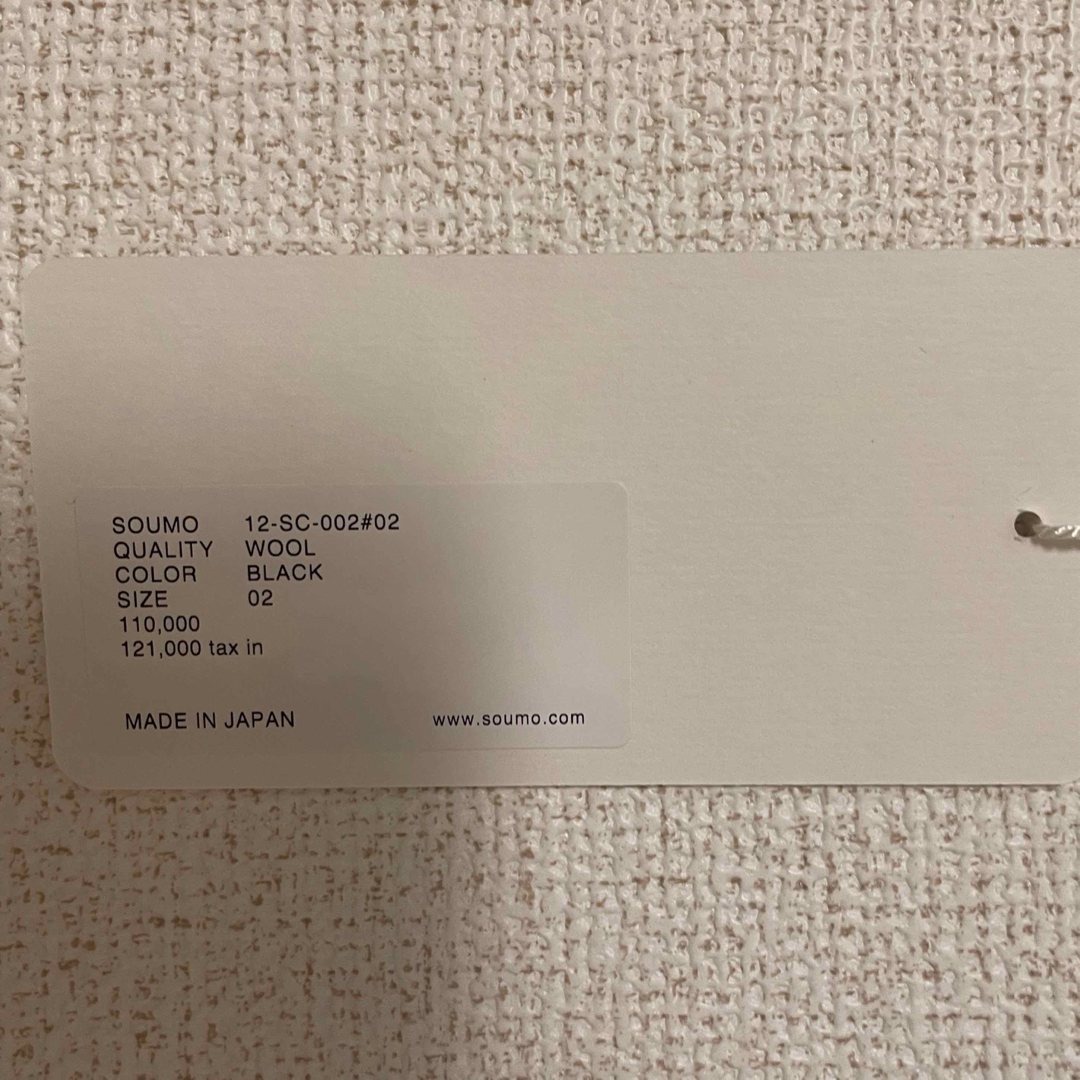 SOUMO 12-SC-002#02
QUALITY WOOL
COLOR BLACK
SIZE 02
110,000
121,000 tax in
MADE IN JAPAN www.soumo.com